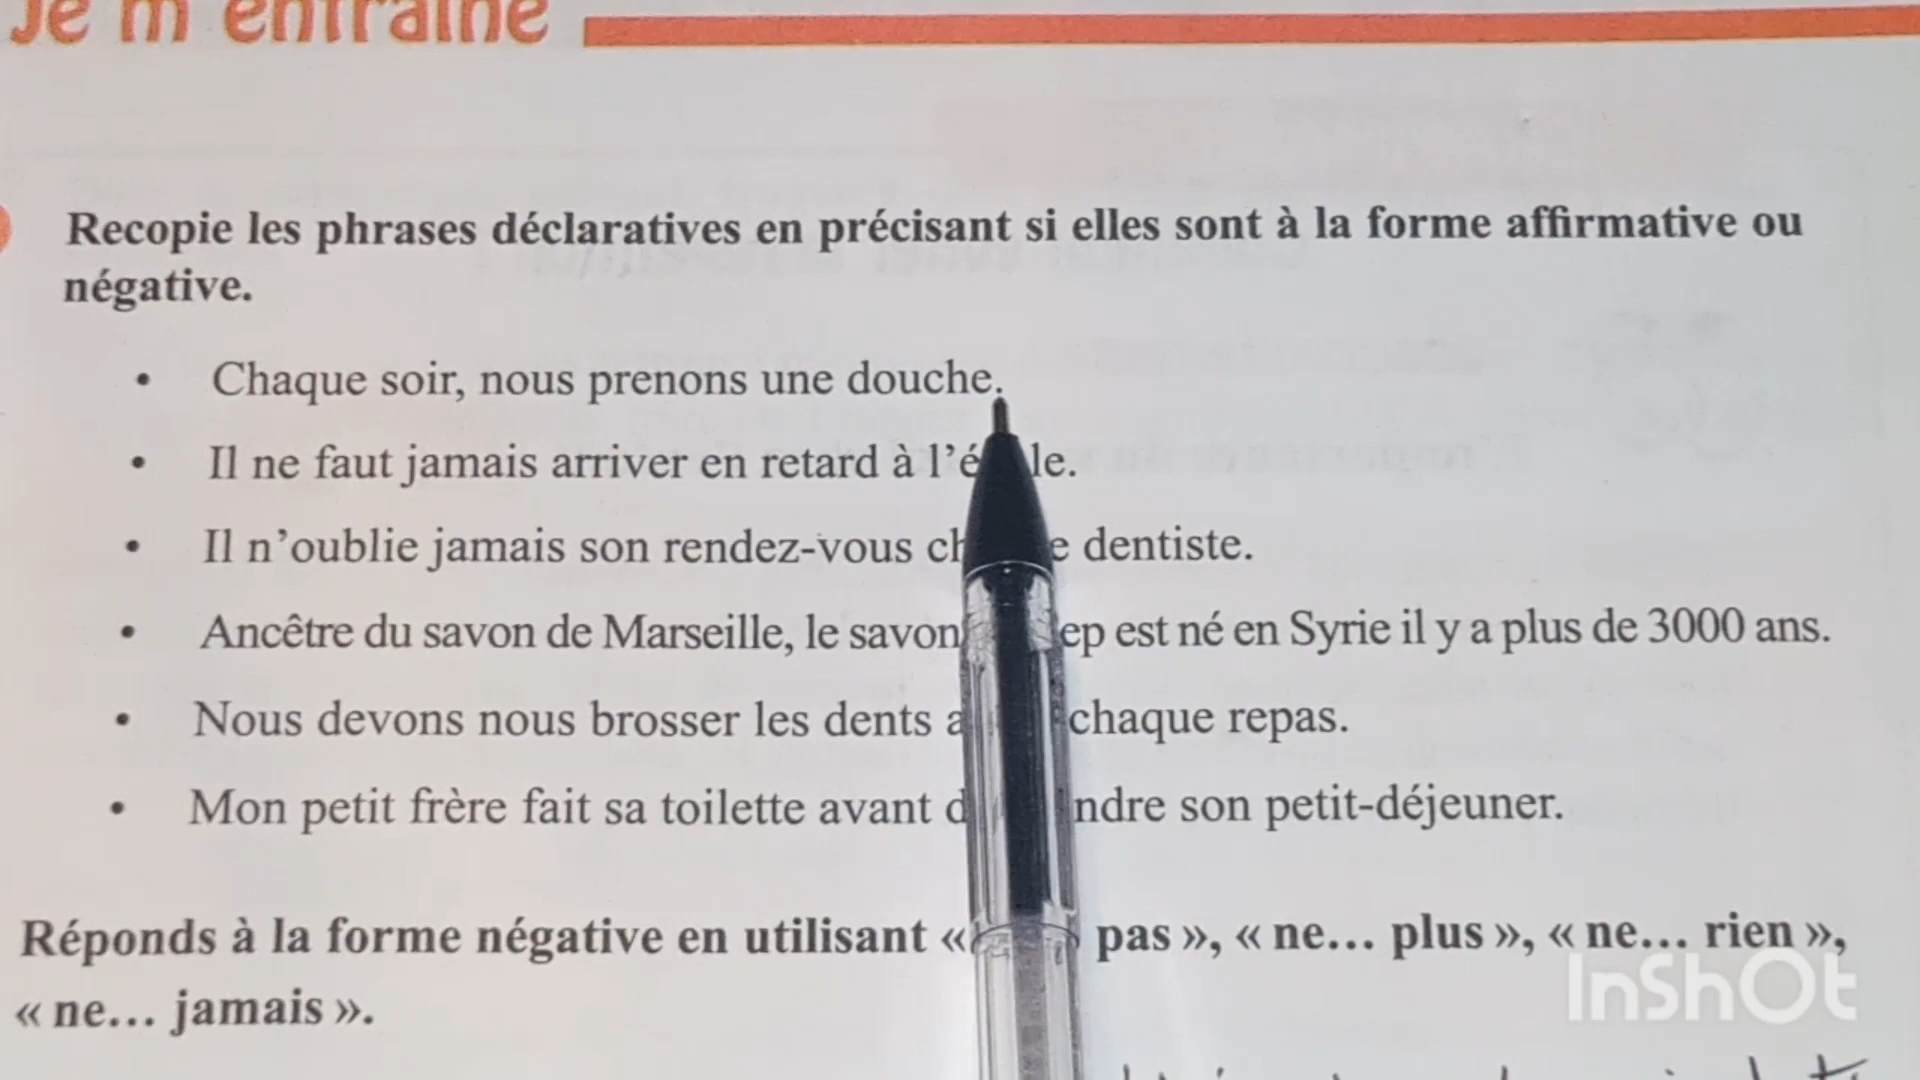 Je m'entraîne
Recopie les phrases déclaratives en précisant si elles sont à la forme affirmative ou
négative.
• Chaque soir, nous prenons une douche.
• Il ne faut jamais arriver en retard à
• Il n'oublie jamais son rendez-vous dentiste.
• Ancêtre du savon de Marseille, le savon est né en Syrie il y a plus de 3000 ans.
• Nous devons nous brosser les dents chaque repas.
• Mon petit frère fait sa toilette avant son petit-déjeuner.
Réponds à la forme négative en utilisant « pas », « ne... plus », « ne... rien »,
« ne... jamais ».
InShOt